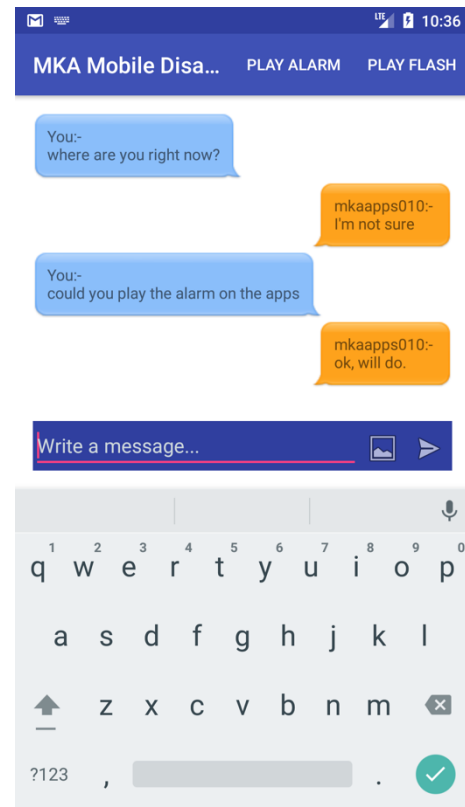 LTE 10:36
MKA Mobile Disa... PLAY ALARM PLAY FLASH
You:-
where are you right now?
mkaapps010:-
I'm not sure
You:-
could you play the alarm on the apps
mkaapps010:-
ok, will do.
Write a message...
1 2 3 4 5 6 7 8 9 0
q w e r t y u i o p
a s d f g h j k l
z x c v b n m
?123 , .